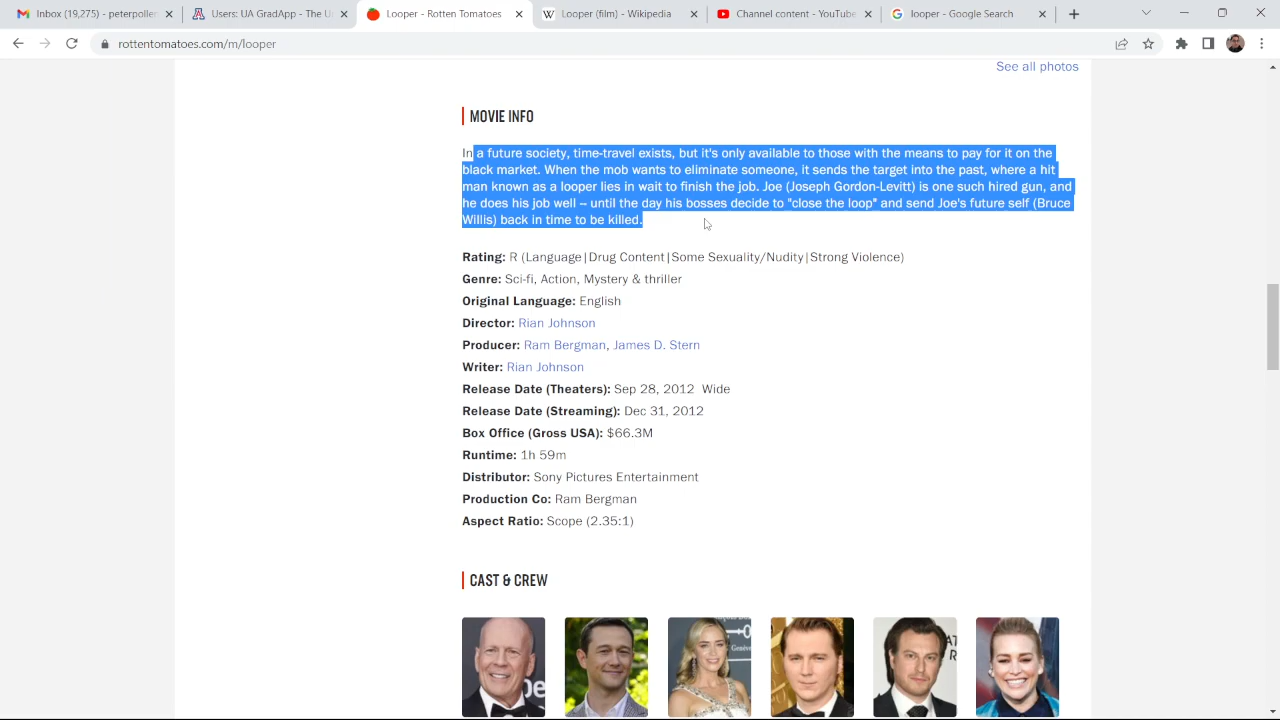 Inbox (19,275) - peterpollen
Users: UA GradApp - The U
Looper - Rotten Tomatoes
Looper (film) - Wikipedia
Channel content - YouTube
looper - Google Search
rottentomatoes.com/m/looper
See all photos
MOVIE INFO
In a future society, time-travel exists, but it's only available to those with the means to pay for it on the
black market. When the mob wants to eliminate someone, it sends the target into the past, where a hit
man known as a looper lies in wait to finish the job. Joe (Joseph Gordon-Levitt) is one such hired gun, and
he does his job well -- until the day his bosses decide to "close the loop" and send Joe's future self (Bruce
Willis) back in time to be killed.
Rating: R (Language|Drug Content|Some Sexuality/Nudity|Strong Violence)
Genre: Sci-fi, Action, Mystery & thriller
Original Language: English
Director: Rian Johnson
Producer: Ram Bergman, James D. Stern
Writer: Rian Johnson
Release Date (Theaters): Sep 28, 2012 Wide
Release Date (Streaming): Dec 31, 2012
Box Office (Gross USA): $66.3M
Runtime: 1h 59m
Distributor: Sony Pictures Entertainment
Production Co: Ram Bergman
Aspect Ratio: Scope (2.35:1)
CAST & CREW